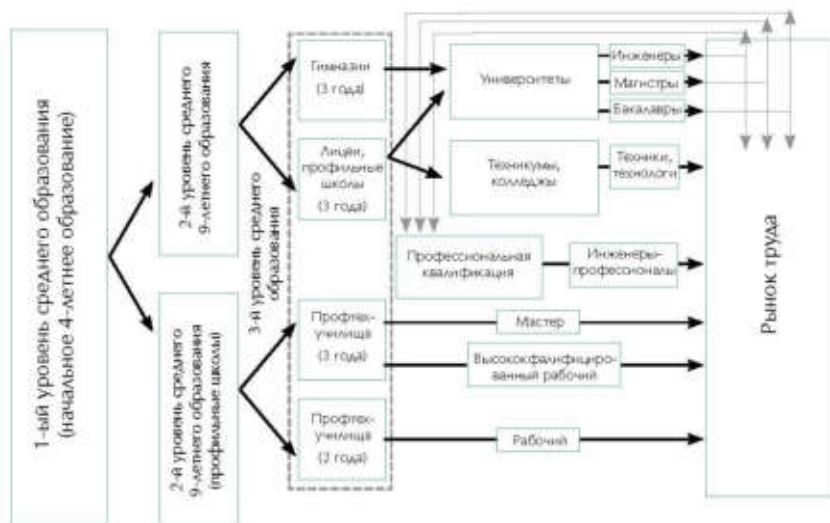 1-ый уровень среднего образования
(начальное 4-летнее образование)
2-й уровень среднего
9-летнего образования
2-й уровень среднего
9-летнего образования
(профильные школы)
3-й уровень среднего
образования
Гимназии
(3 года)
Лицеи,
профильные
школы
(3 года)
Профтех-
училища
(3 года)
Профтех-
училища
(2 года)
Университеты
Инженеры
Магистры
Бакалавры
Техникумы,
колледжы
Техники,
технологи
Профессиональная
квалификация
Инженеры-
профессионалы
Мастер
Высококфалифициро-
ванный рабочий
Рабочий
Рынок труда